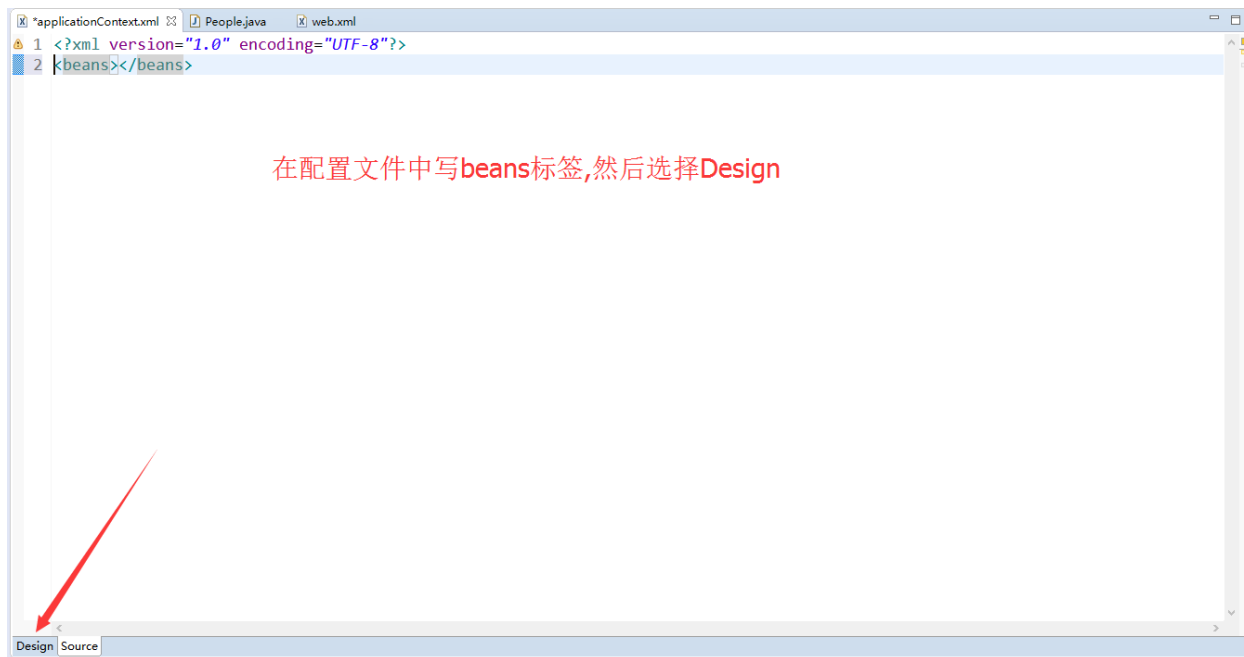 *applicationContext.xml People.java web.xml
1 <?xml version="1.0" encoding="UTF-8"?>
2 <beans></beans>
在配置文件中写beans标签,然后选择Design
Design Source